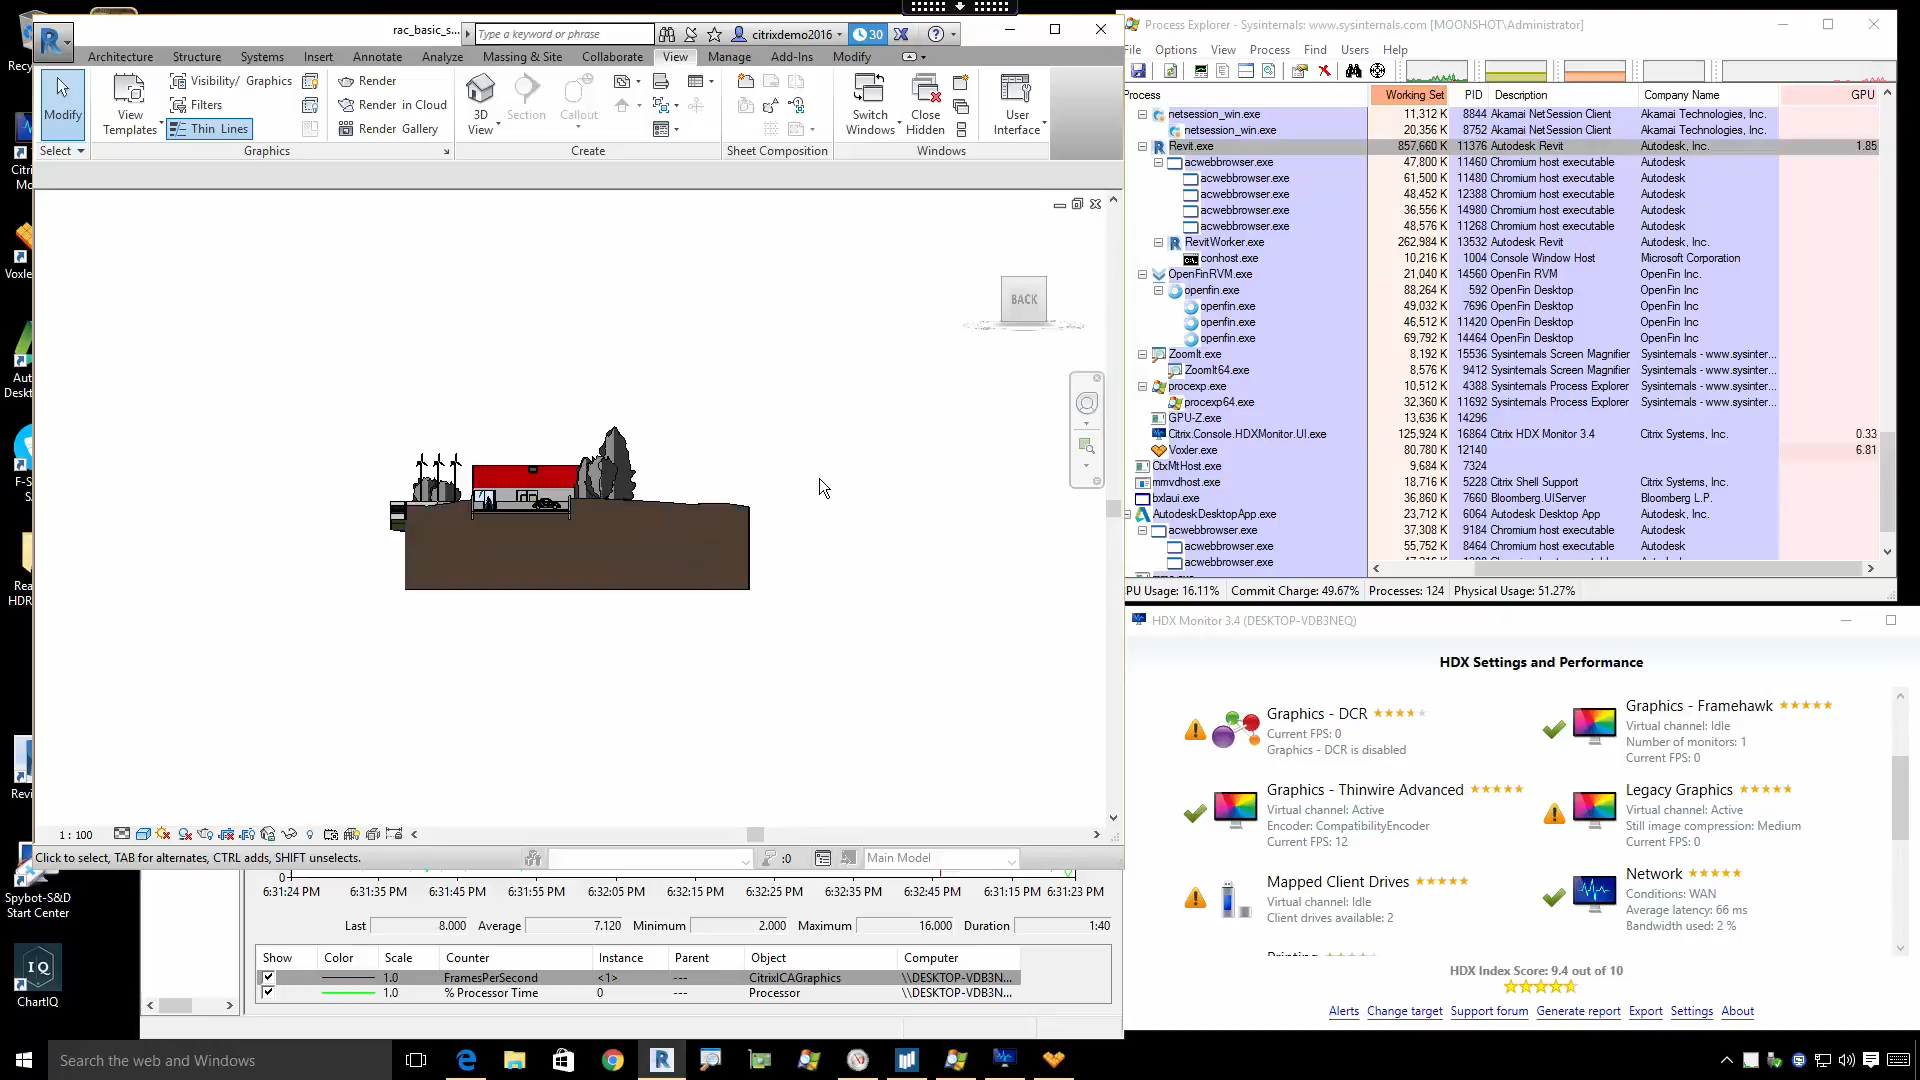 rac_basic_s...
Type a keyword or phrase
citrixdemo2016
30
Architecture Structure Systems Insert Annotate Analyze Massing & Site Collaborate View Manage Add-Ins Modify
Modify
View Templates
Visibility/ Graphics
Filters
Thin Lines
Render
Render in Cloud
Render Gallery
3D View
Section
Callout
Switch Windows
Close Hidden
User Interface
Select
Graphics
Create
Sheet Composition
Windows
BACK
1 : 100
Click to select, TAB for alternates, CTRL adds, SHIFT unselects.
:0
Main Model
0
6:31:24 PM 6:31:35 PM 6:31:45 PM 6:31:55 PM 6:32:05 PM 6:32:15 PM 6:32:25 PM 6:32:35 PM 6:32:45 PM 6:31:15 PM 6:31:23 PM
Last 8.000 Average 7.120 Minimum 2.000 Maximum 16.000 Duration 1:40
Show Color Scale Counter Instance Parent Object Computer
1.0 FramesPerSecond <1> --- CitrixICAGraphics \\DESKTOP-VDB3N...
1.0 % Processor Time 0 --- Processor \\DESKTOP-VDB3N...
Voxle
Spybot-S&D Start Center
IQ
ChartIQ
Process Explorer - Sysinternals: www.sysinternals.com [MOONSHOT\Administrator]
File Options View Process Find Users Help
Process Working Set PID Description Company Name GPU
netsession_win.exe 11,312 K 8844 Akamai NetSession Client Akamai Technologies, Inc.
netsession_win.exe 20,356 K 8752 Akamai NetSession Client Akamai Technologies, Inc.
Revit.exe 857,660 K 11376 Autodesk Revit Autodesk, Inc. 1.85
acwebbrowser.exe 47,800 K 11460 Chromium host executable Autodesk
acwebbrowser.exe 61,500 K 11480 Chromium host executable Autodesk
acwebbrowser.exe 48,452 K 12388 Chromium host executable Autodesk
acwebbrowser.exe 36,556 K 14980 Chromium host executable Autodesk
acwebbrowser.exe 48,576 K 11268 Chromium host executable Autodesk
RevitWorker.exe 262,984 K 13532 Autodesk Revit Autodesk, Inc.
conhost.exe 10,216 K 1004 Console Window Host Microsoft Corporation
OpenFinRVM.exe 21,040 K 14560 OpenFin RVM OpenFin Inc.
openfin.exe 88,264 K 592 OpenFin Desktop OpenFin Inc
openfin.exe 49,032 K 7696 OpenFin Desktop OpenFin Inc
openfin.exe 46,512 K 11420 OpenFin Desktop OpenFin Inc
openfin.exe 69,792 K 14464 OpenFin Desktop OpenFin Inc
ZoomIt.exe 8,192 K 15536 Sysinternals Screen Magnifier Sysinternals - www.sysinter...
ZoomIt64.exe 8,576 K 9412 Sysinternals Screen Magnifier Sysinternals - www.sysinter...
procexp.exe 10,512 K 4388 Sysinternals Process Explorer Sysinternals - www.sysinter...
procexp64.exe 32,360 K 11692 Sysinternals Process Explorer Sysinternals - www.sysinter...
GPU-Z.exe 13,636 K 14296
Citrix.Console.HDXMonitor.UI.exe 125,924 K 16864 Citrix HDX Monitor 3.4 Citrix Systems, Inc. 0.33
Voxler.exe 80,780 K 12140 6.81
CtxMtHost.exe 9,684 K 7324
mmvdhost.exe 18,716 K 5228 Citrix Shell Support Citrix Systems, Inc.
bxlaui.exe 36,860 K 7660 Bloomberg.UIServer Bloomberg L.P.
AutodeskDesktopApp.exe 23,712 K 6064 Autodesk Desktop App Autodesk, Inc.
acwebbrowser.exe 37,308 K 9184 Chromium host executable Autodesk
acwebbrowser.exe 55,752 K 8464 Chromium host executable Autodesk
acwebbrowser.exe
PU Usage: 16.11% Commit Charge: 49.67% Processes: 124 Physical Usage: 51.27%
HDX Monitor 3.4 (DESKTOP-VDB3NEQ)
HDX Settings and Performance
Graphics - DCR
Current FPS: 0
Graphics - DCR is disabled
Graphics - Framehawk
Virtual channel: Idle
Number of monitors: 1
Current FPS: 0
Graphics - Thinwire Advanced
Virtual channel: Active
Encoder: CompatibilityEncoder
Current FPS: 12
Legacy Graphics
Virtual channel: Active
Still image compression: Medium
Current FPS: 0
Mapped Client Drives
Virtual channel: Idle
Client drives available: 2
Network
Conditions: WAN
Average latency: 66 ms
Bandwidth used: 2 %
HDX Index Score: 9.4 out of 10
Alerts Change target Support forum Generate report Export Settings About
Search the web and Windows